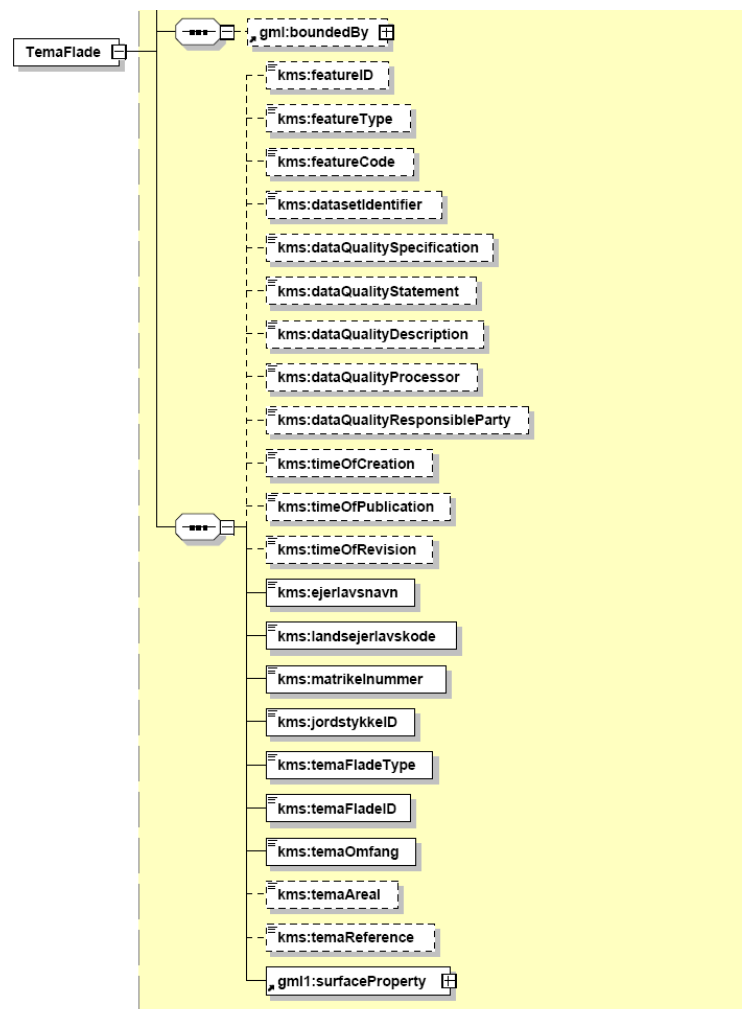 gml:boundedBy
TemaFlade
kms:featureID
kms:featureType
kms:featureCode
kms:datasetIdentifier
kms:dataQualitySpecification
kms:dataQualityStatement
kms:dataQualityDescription
kms:dataQualityProcessor
kms:dataQualityResponsibleParty
kms:timeOfCreation
kms:timeOfPublication
kms:timeOfRevision
kms:ejerlavsnavn
kms:landsejerlavskode
kms:matrikelnummer
kms:jordstykkeID
kms:temaFladeType
kms:temaFladeID
kms:temaOmfang
kms:temaAreal
kms:temaReference
gml1:surfaceProperty